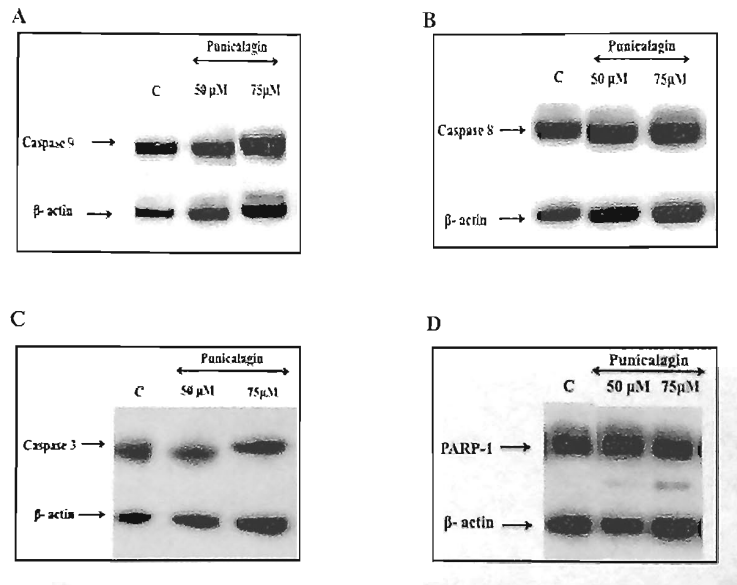 A
Punicalagin
C 50 µM 75µM
Caspase 9
β- actin
B
Punicalagin
C 50 µM 75µM
Caspase 8
β- actin
C
Punicalagin
C 50 µM 75µM
Caspase 3
β- actin
D
Punicalagin
C 50 µM 75µM
PARP-1
β- actin